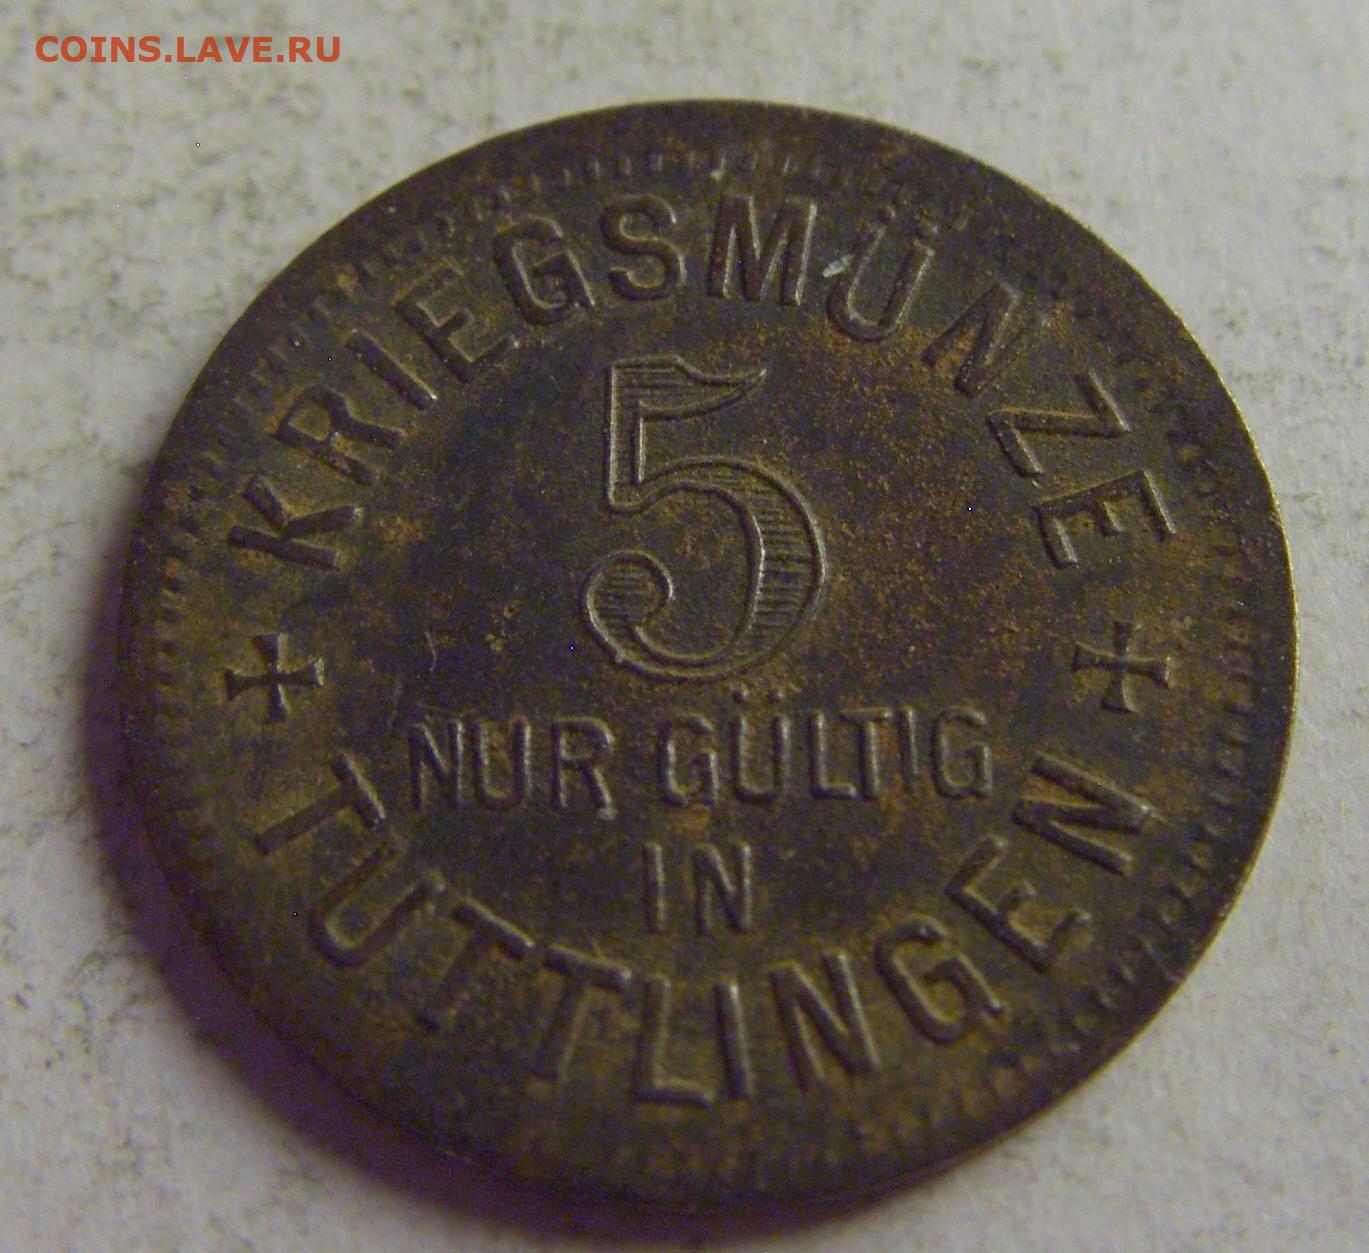 COINS.LAVE.RU
KRIEGSMÜNZE
5
NUR GÜLTIG
IN
TUTTLINGEN